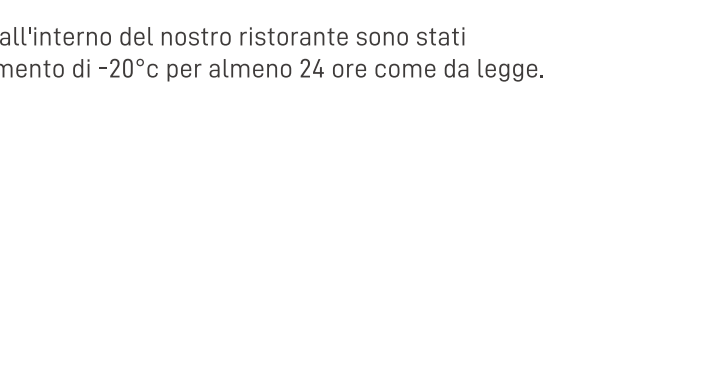 all'interno del nostro ristorante sono stati
mento di -20°c per almeno 24 ore come da legge.